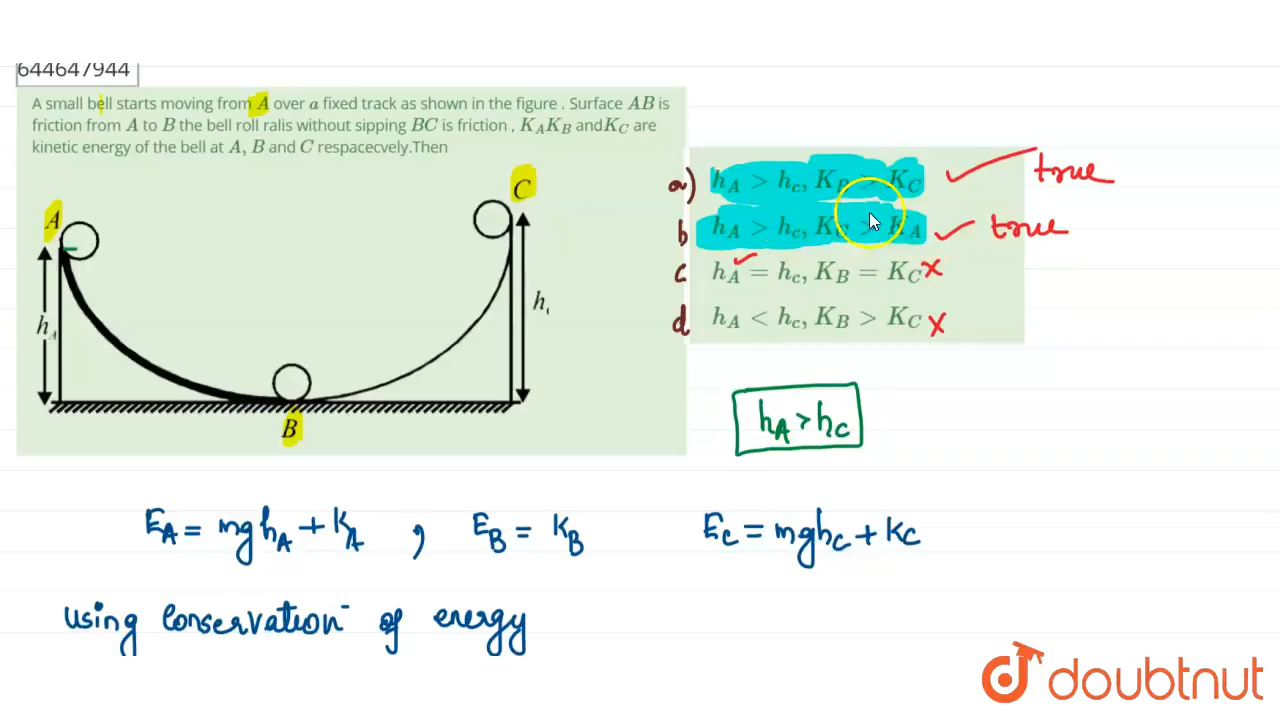 644647944
A small bell starts moving from A over a fixed track as shown in the figure . Surface AB is
friction from A to B the bell roll ralis without sipping BC is friction , K_A K_B and K_C are
kinetic energy of the bell at A, B and C respacecvely.Then
a) h_A > h_c, K_B > K_C true
b h_A > h_c, K_C > K_A true
c h_A = h_c, K_B = K_C x
d h_A < h_c, K_B > K_C x
A
C
h_A
h
B
h_A > h_C
E_A = mgh_A + K_A , E_B = K_B E_C = mgh_C + K_C
using conservation of energy
doubtnut